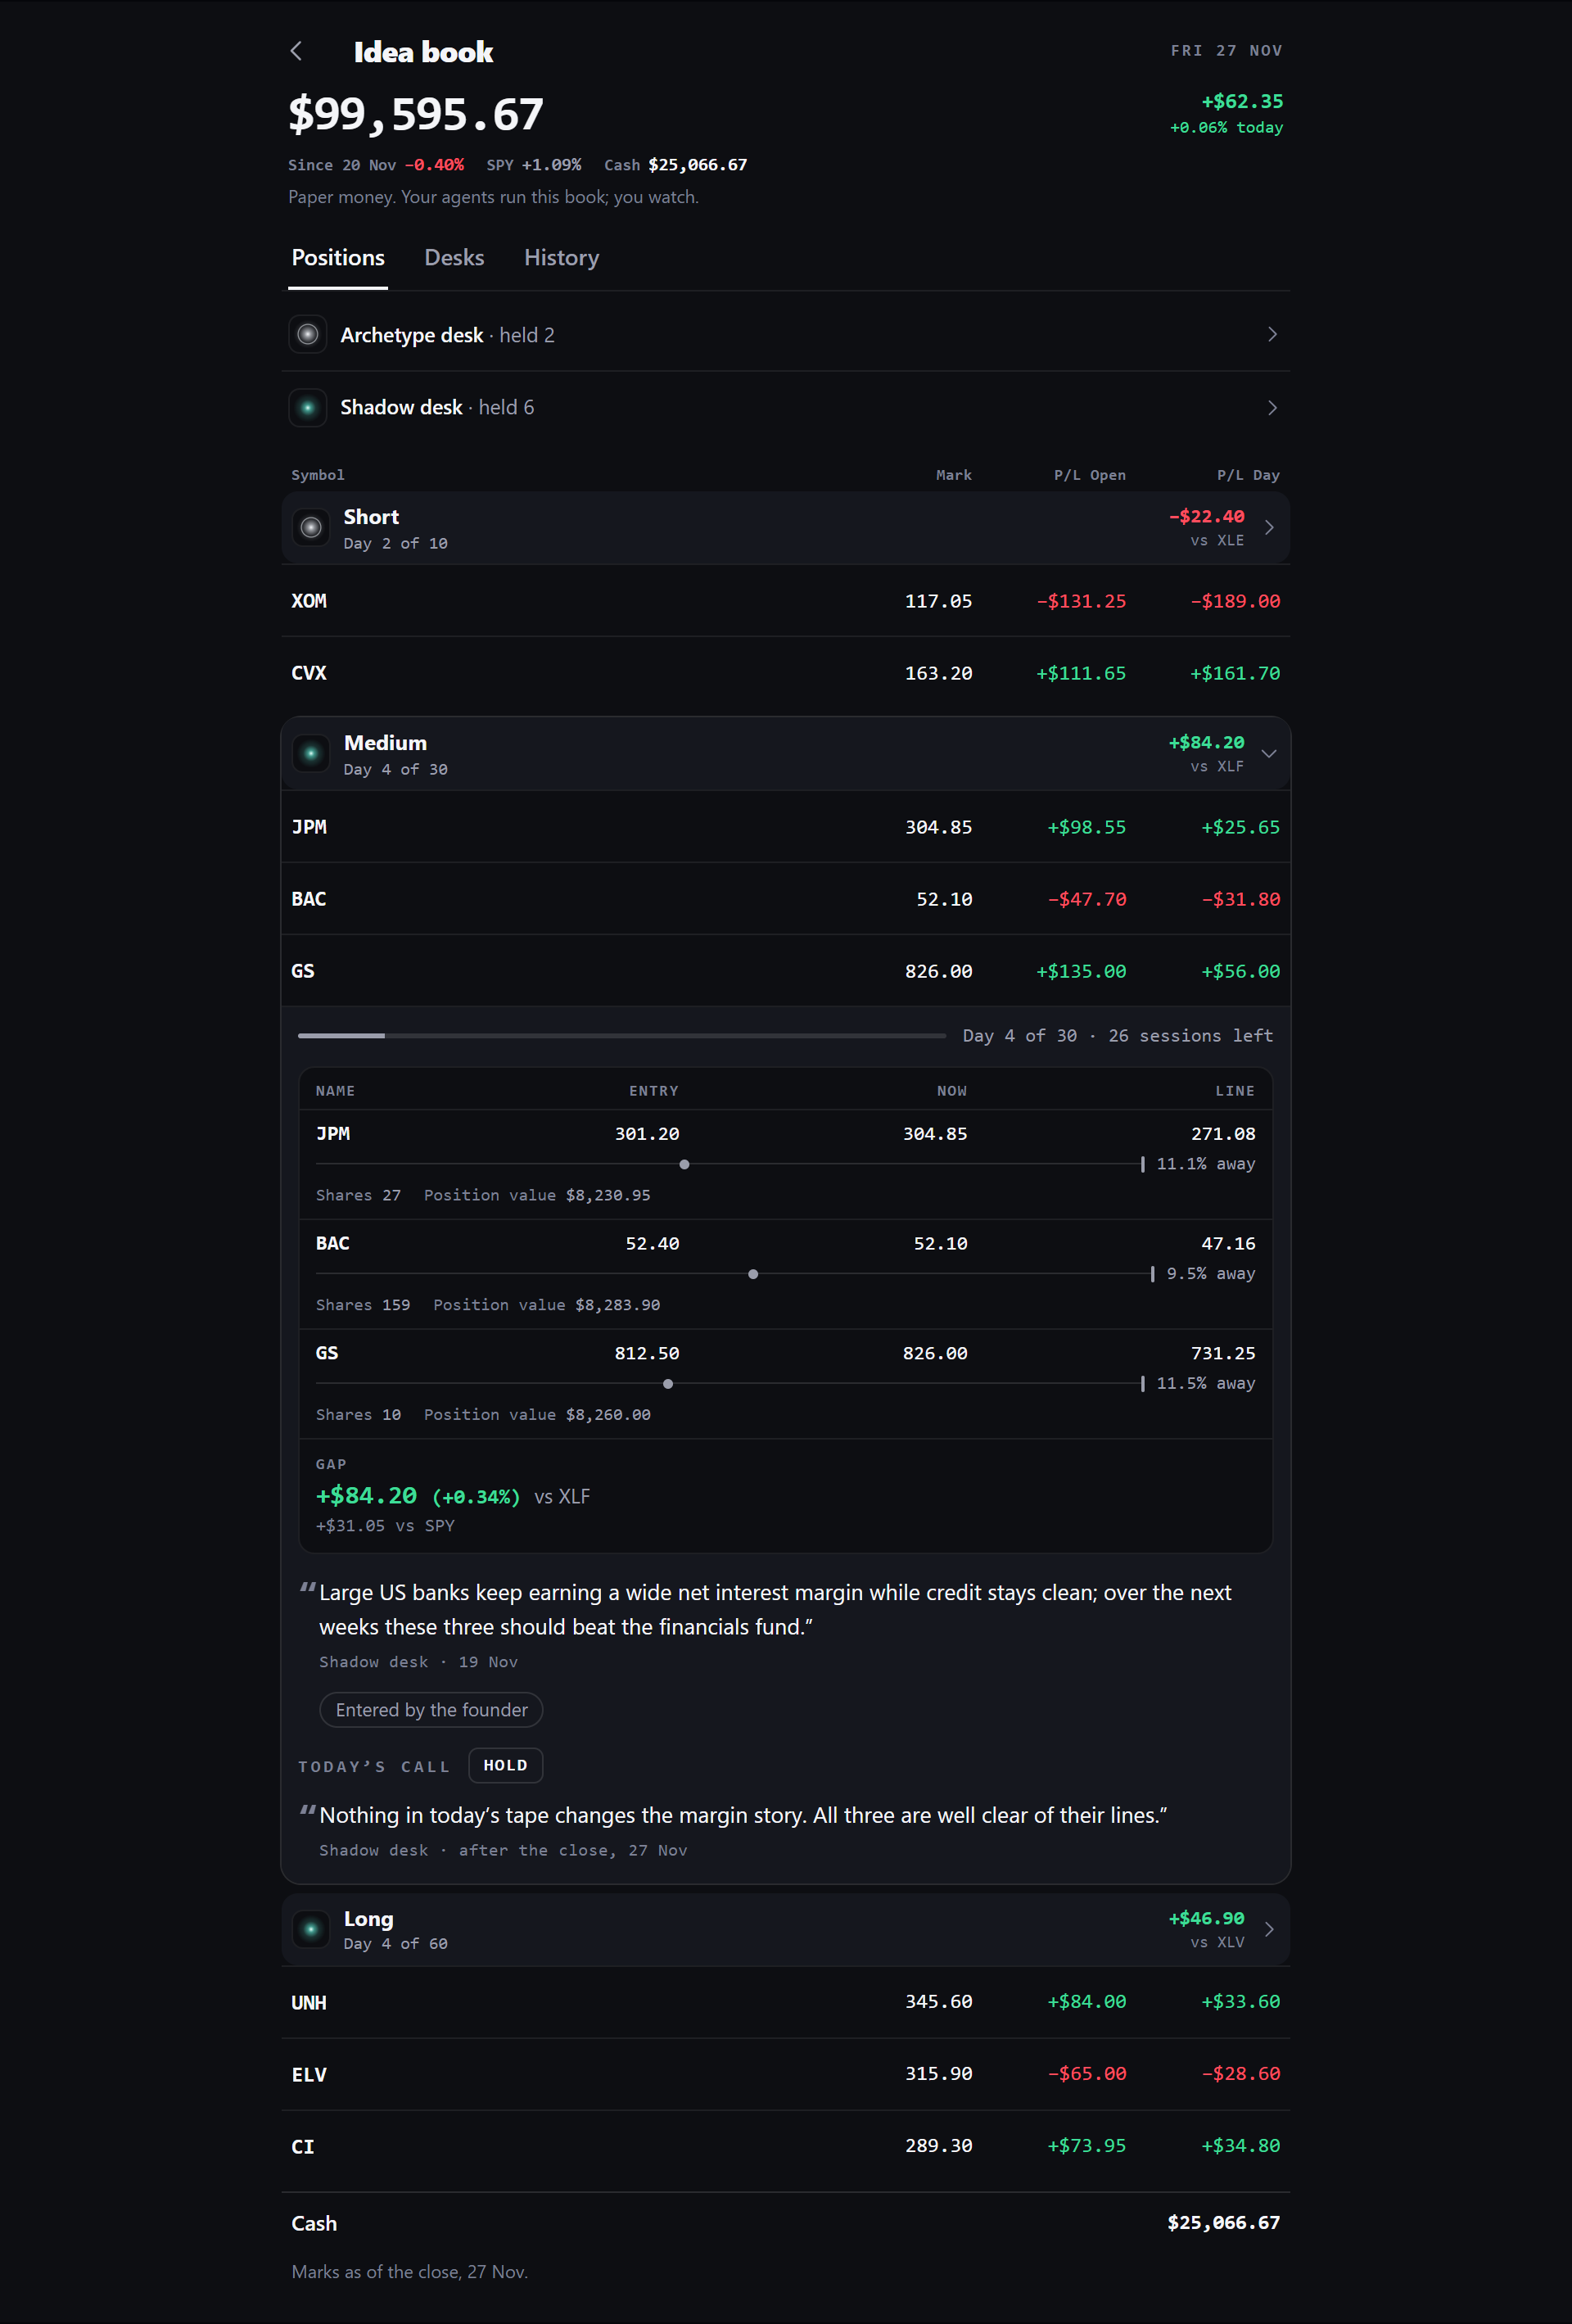 Idea book
FRI 27 NOV
$99,595.67
+$62.35
+0.06% today
Since 20 Nov −0.40% SPY +1.09% Cash $25,066.67
Paper money. Your agents run this book; you watch.
Positions Desks History
Archetype desk · held 2
Shadow desk · held 6
Symbol Mark P/L Open P/L Day
Short −$22.40
Day 2 of 10 vs XLE
XOM 117.05 −$131.25 −$189.00
CVX 163.20 +$111.65 +$161.70
Medium +$84.20
Day 4 of 30 vs XLF
JPM 304.85 +$98.55 +$25.65
BAC 52.10 −$47.70 −$31.80
GS 826.00 +$135.00 +$56.00
Day 4 of 30 · 26 sessions left
NAME ENTRY NOW LINE
JPM 301.20 304.85 271.08
11.1% away
Shares 27 Position value $8,230.95
BAC 52.40 52.10 47.16
9.5% away
Shares 159 Position value $8,283.90
GS 812.50 826.00 731.25
11.5% away
Shares 10 Position value $8,260.00
GAP
+$84.20 (+0.34%) vs XLF
+$31.05 vs SPY
“Large US banks keep earning a wide net interest margin while credit stays clean; over the next
weeks these three should beat the financials fund.”
Shadow desk · 19 Nov
Entered by the founder
TODAY’S CALL HOLD
“Nothing in today’s tape changes the margin story. All three are well clear of their lines.”
Shadow desk · after the close, 27 Nov
Long +$46.90
Day 4 of 60 vs XLV
UNH 345.60 +$84.00 +$33.60
ELV 315.90 −$65.00 −$28.60
CI 289.30 +$73.95 +$34.80
Cash $25,066.67
Marks as of the close, 27 Nov.